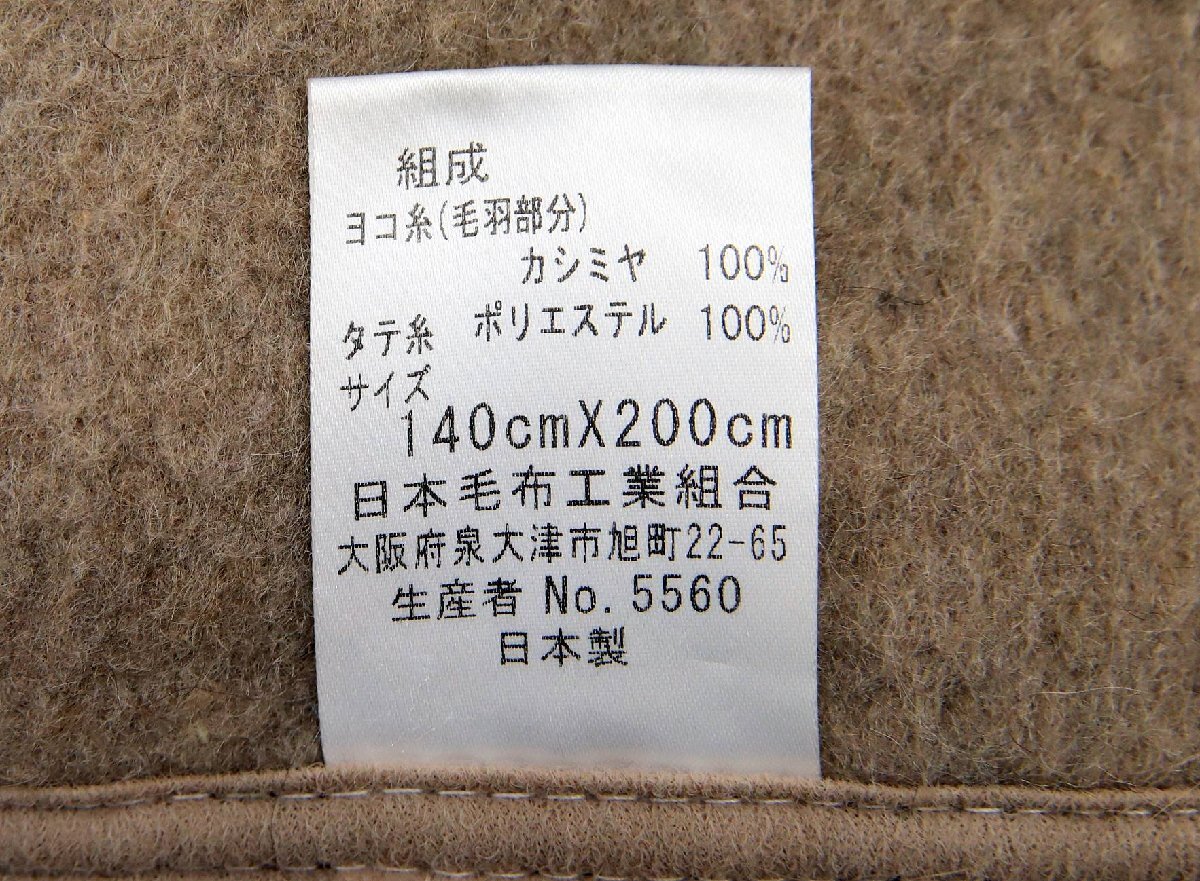 組成
ヨコ糸(毛羽部分)
カシミヤ 100%
タテ糸 ポリエステル 100%
サイズ
140cmX200cm
日本毛布工業組合
大阪府泉大津市旭町22-65
生産者 No.5560
日本製